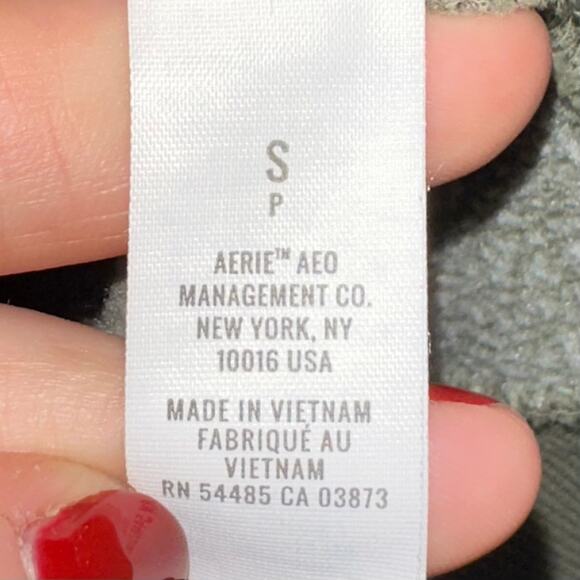 S
P
AERIE™ AEO
MANAGEMENT CO.
NEW YORK, NY
10016 USA
MADE IN VIETNAM
FABRIQUÉ AU
VIETNAM
RN 54485 CA 03873